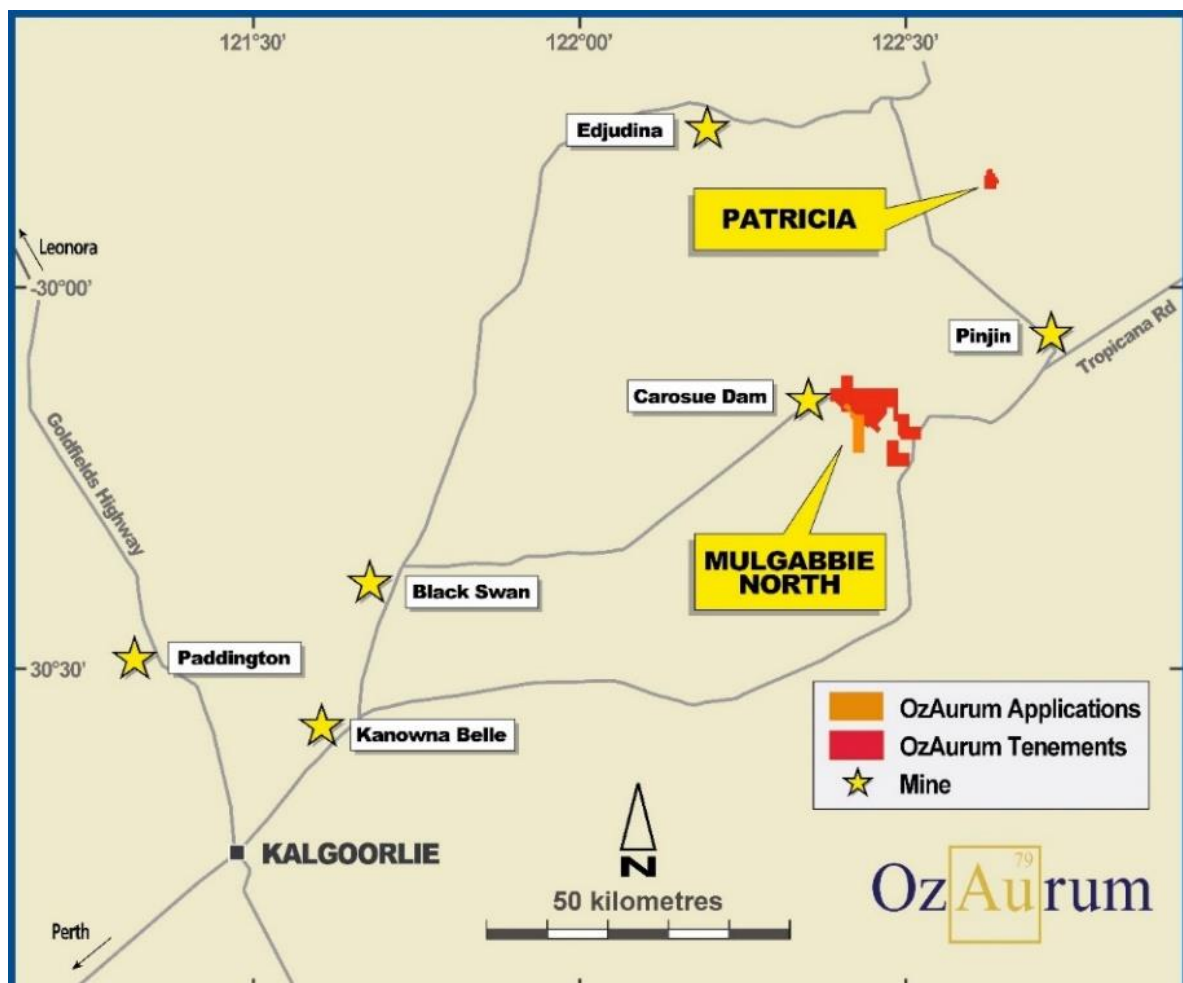 121°30’
122°00’
122°30’
Edjudina
PATRICIA
Leonora
-30°00’
Pinjin
Tropicana Rd
Carosue Dam
Goldfields Highway
MULGABBIE
NORTH
Black Swan
Paddington
30°30’
Kanowna Belle
OzAurum Applications
OzAurum Tenements
Mine
KALGOORLIE
N
50 kilometres
79
OzAurum
Perth